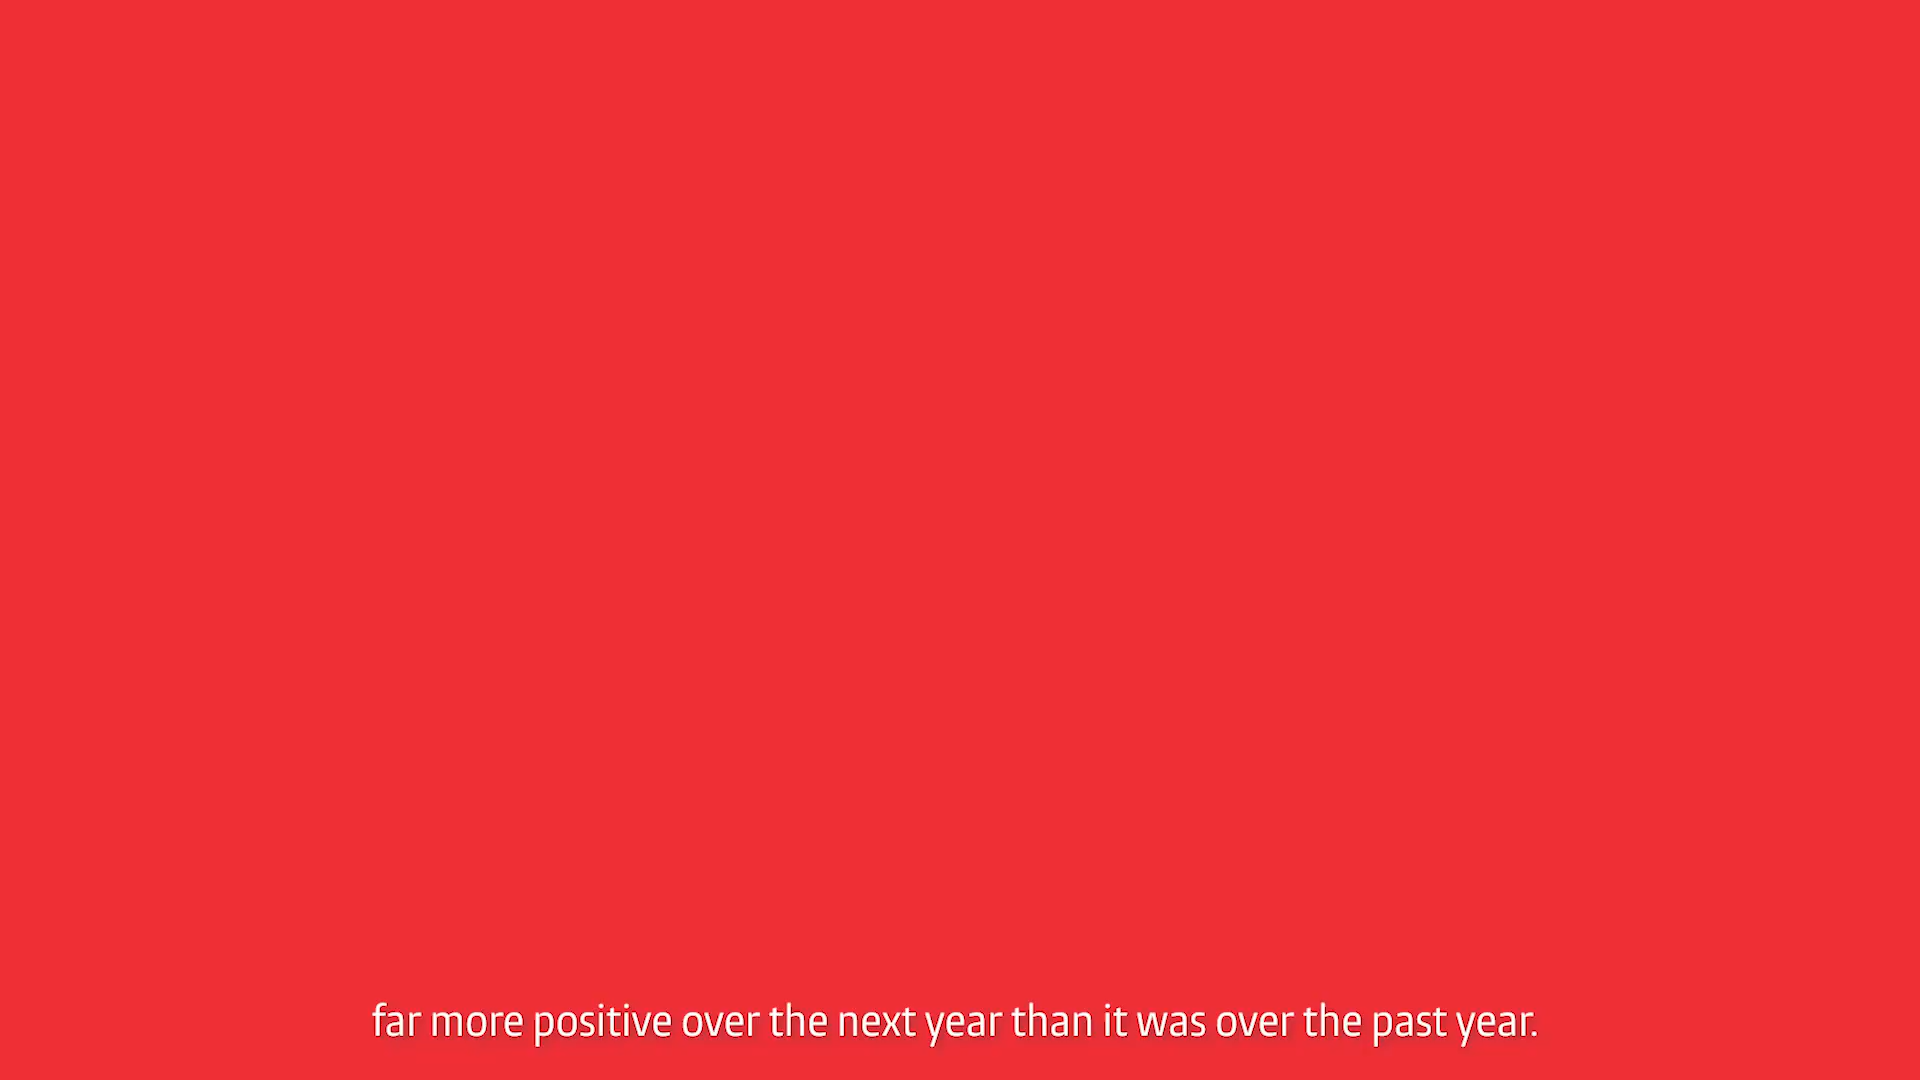 far more positive over the next year than it was over the past year.